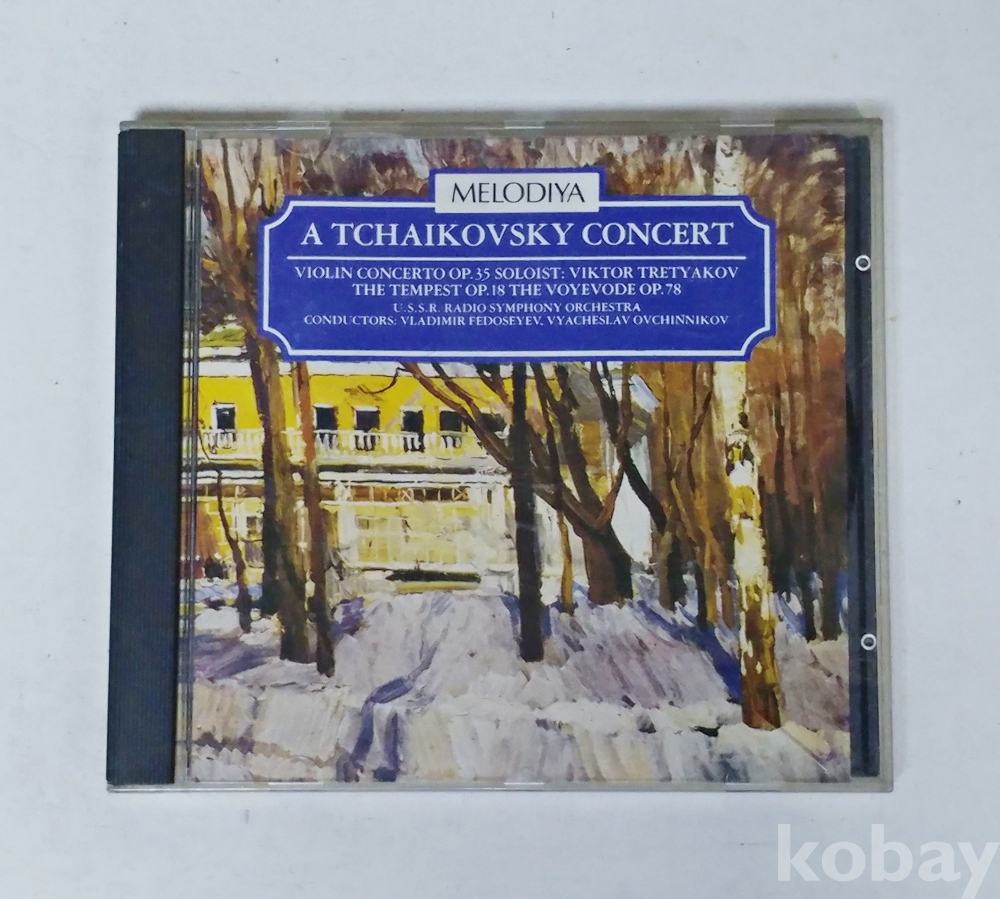 MELODIYA
A TCHAIKOVSKY CONCERT
VIOLIN CONCERTO OP.35 SOLOIST: VIKTOR TRETYAKOV
THE TEMPEST OP.18 THE VOYEVODE OP.78
U.S.S.R. RADIO SYMPHONY ORCHESTRA
CONDUCTORS: VLADIMIR FEDOSEYEV, VYACHESLAV OVCHINNIKOV
kobay